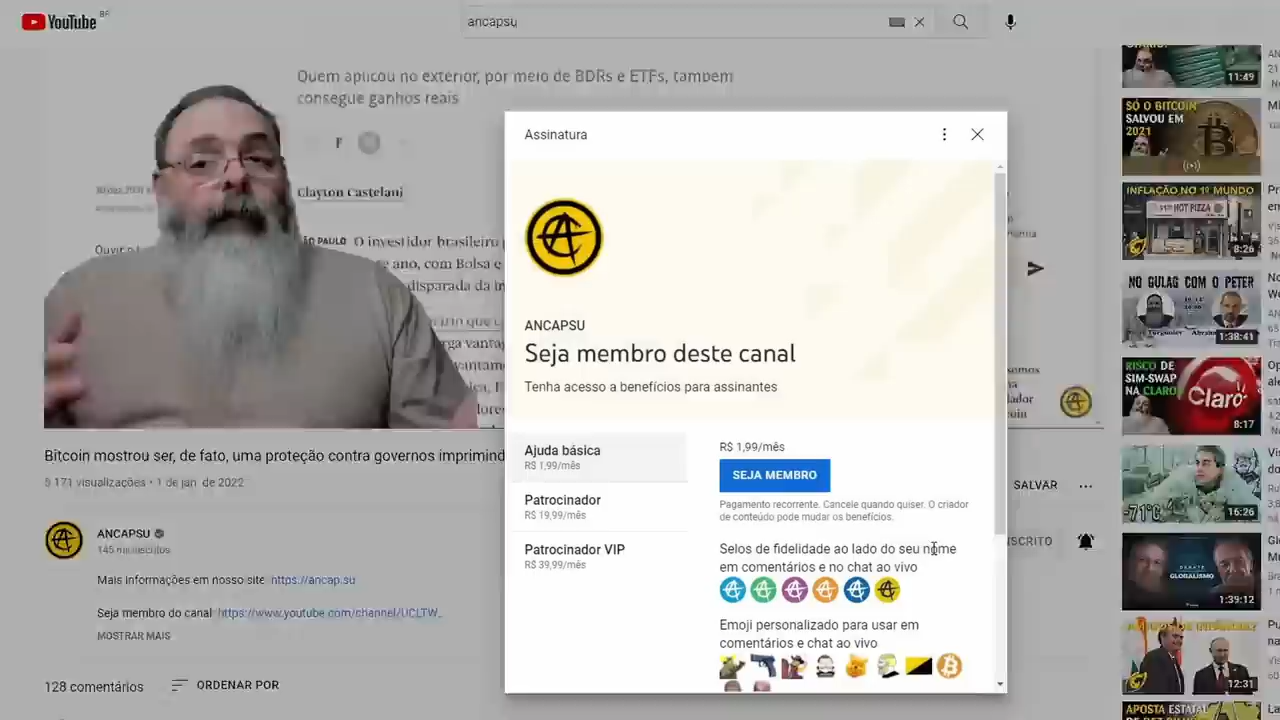 YouTube BR
ancapsu
Quem aplicou no exterior, por meio de BDRs e ETFs, também
consegue ganhos reais
Clayton Castelani
SÃO PAULO O investidor brasileiro
ano, com Bolsa e
disparada da
Assinatura
ANCAPSU
Seja membro deste canal
Tenha acesso a benefícios para assinantes
Ajuda básica
R$ 1,99/mês
Patrocinador
R$ 19,99/mês
Patrocinador VIP
R$ 39,99/mês
R$ 1,99/mês
SEJA MEMBRO
Pagamento recorrente. Cancele quando quiser. O criador
de conteúdo pode mudar os benefícios.
Selos de fidelidade ao lado do seu nome
em comentários e no chat ao vivo
Emoji personalizado para usar em
comentários e chat ao vivo
Bitcoin mostrou ser, de fato, uma proteção contra governos imprimind
9 171 visualizações • 1 de jan. de 2022
SALVAR
ANCAPSU
145 mil inscritos
Mais informações em nosso site: https://ancap.su
Seja membro do canal: https://www.youtube.com/channel/UCLTW...
MOSTRAR MAIS
128 comentários
ORDENAR POR
11:49
SÓ O BITCOIN
SALVOU EM
2021
INFLAÇÃO NO 1º MUNDO
HOT PIZZA
8:26
NO GULAG COM O PETER
1:38:41
RISCO DE
SIM-SWAP
NA CLARO
Claro
8:17
-71°C
16:26
DEBATE
GLOBALISMO
1:39:12
12:31
APOSTA ESTATAL